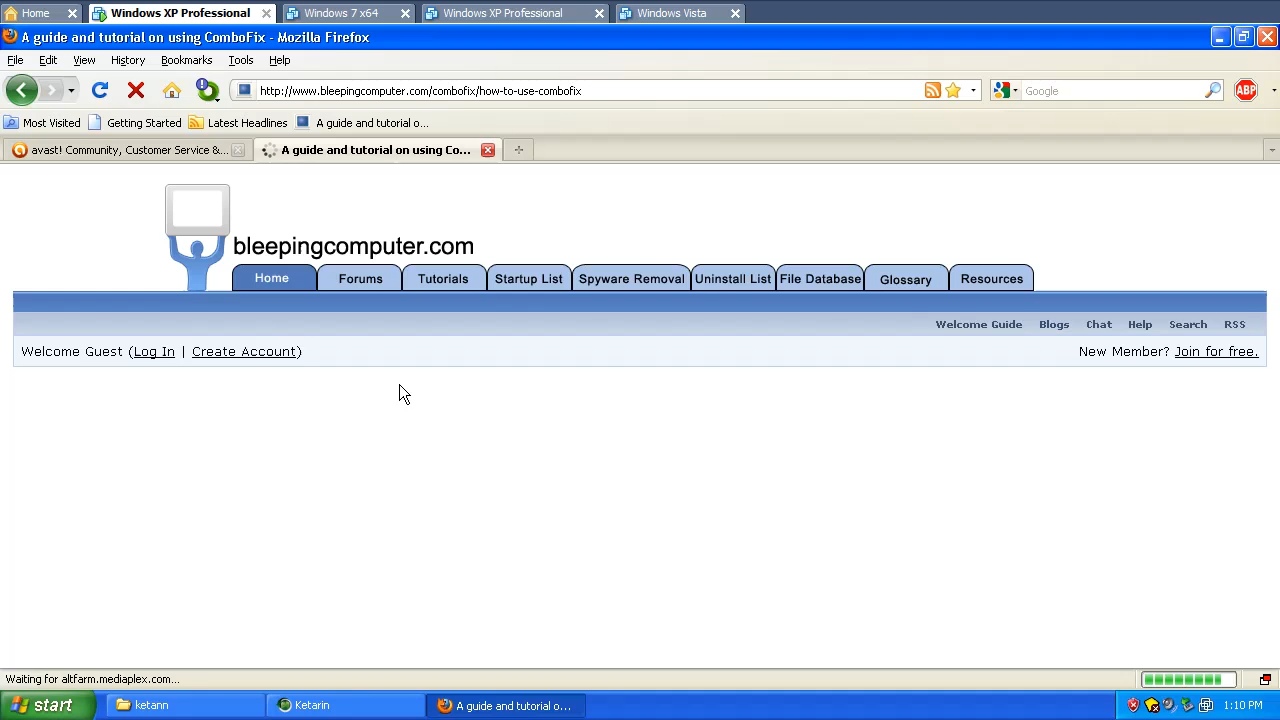 Home Windows XP Professional Windows 7 x64 Windows XP Professional Windows Vista
A guide and tutorial on using ComboFix - Mozilla Firefox
File Edit View History Bookmarks Tools Help
http://www.bleepingcomputer.com/combofix/how-to-use-combofix Google ABP
Most Visited Getting Started Latest Headlines A guide and tutorial o...
avast! Community, Customer Service &... A guide and tutorial on using Co...
bleepingcomputer.com
Home Forums Tutorials Startup List Spyware Removal Uninstall List File Database Glossary Resources
Welcome Guide Blogs Chat Help Search RSS
Welcome Guest (Log In | Create Account) New Member? Join for free.
Waiting for altfarm.mediaplex.com...
start ketann Ketarin A guide and tutorial o... 1:10 PM